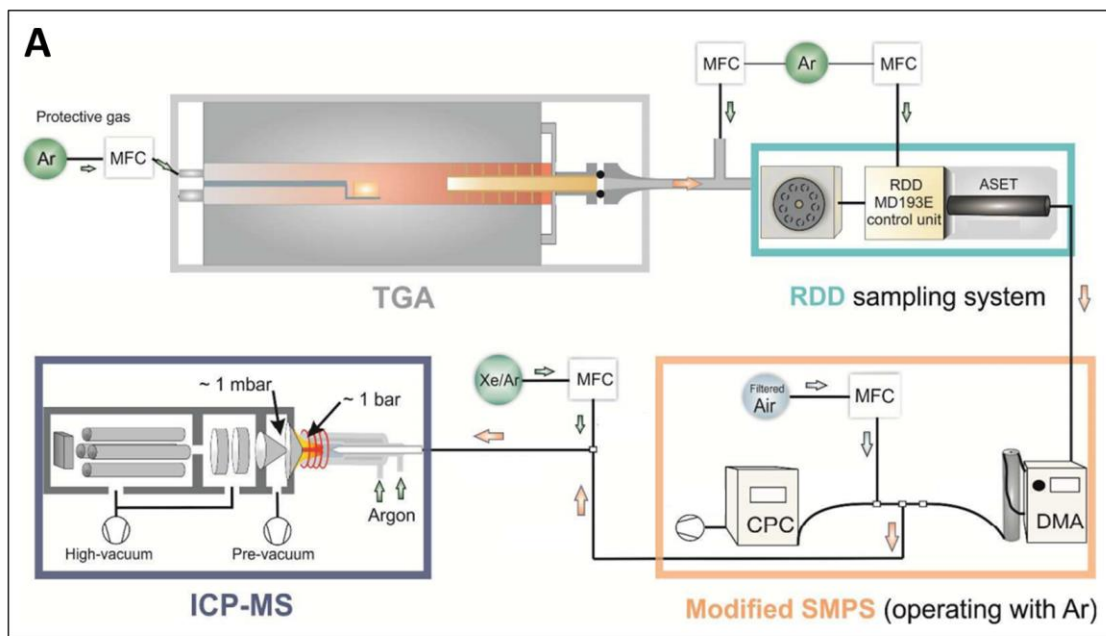 A
Protective gas
Ar
MFC
TGA
MFC
Ar
MFC
RDD
MD193E
control unit
ASET
RDD sampling system
~ 1 mbar
~ 1 bar
Argon
High-vacuum
Pre-vacuum
ICP-MS
Xe/Ar
MFC
Filtered
Air
MFC
CPC
DMA
Modified SMPS (operating with Ar)